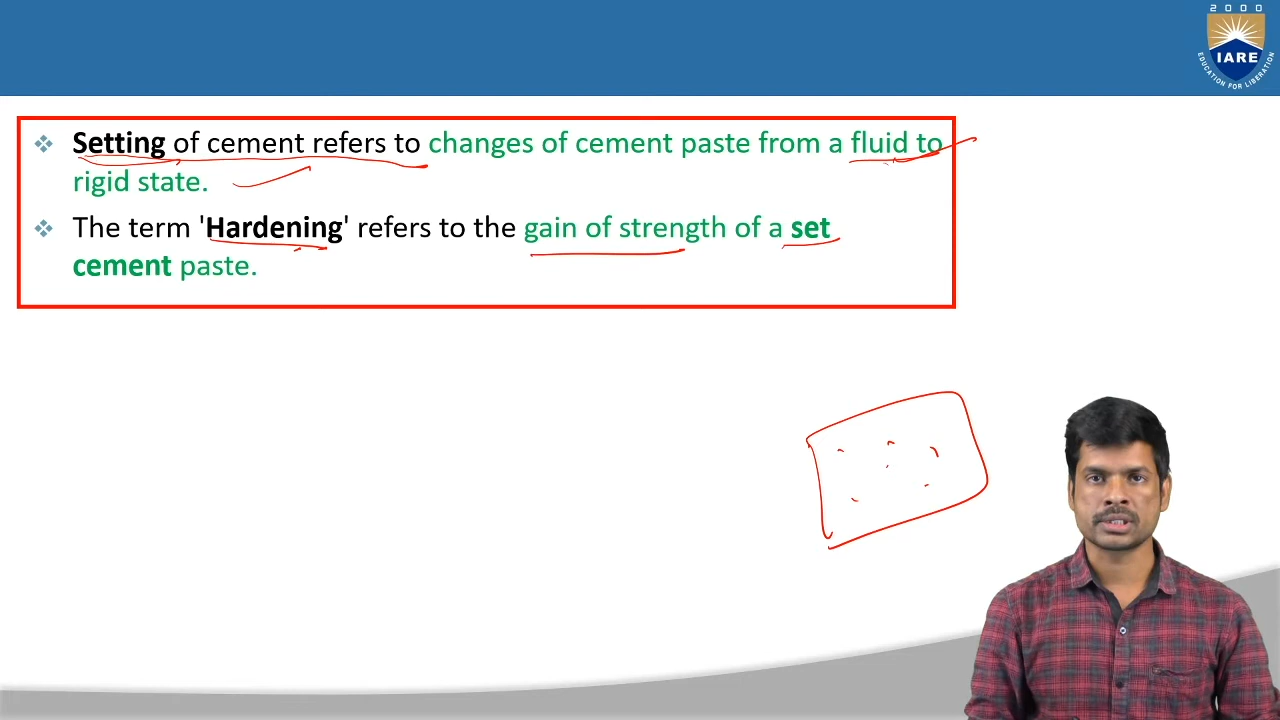 2000
IARE
EDUCATION FOR LIBERATION
Setting of cement refers to changes of cement paste from a fluid to
rigid state.
The term 'Hardening' refers to the gain of strength of a set
cement paste.